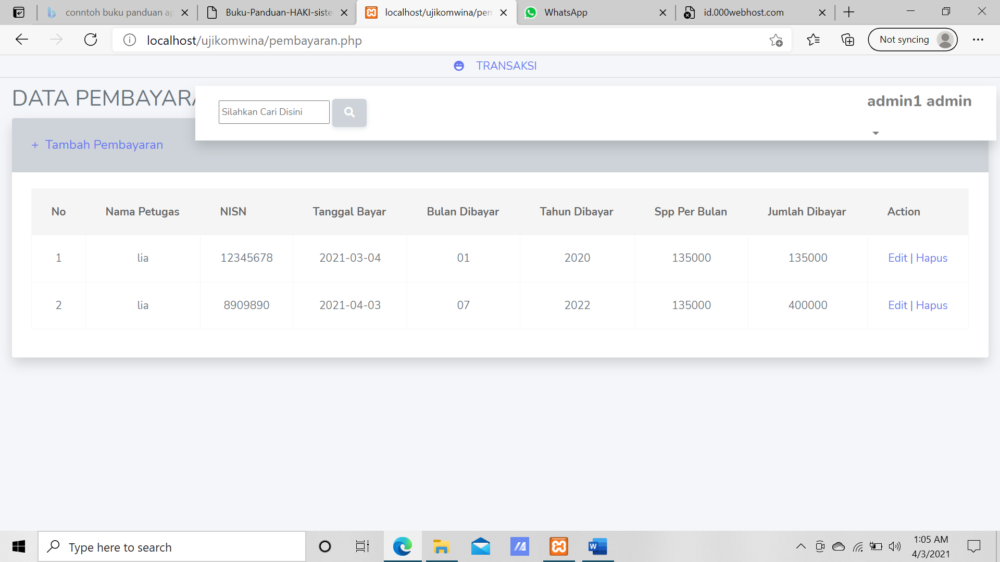 conntoh buku panduan ap
Buku-Panduan-HAKI-siste
localhost/ujikomwina/pem
WhatsApp
id.000webhost.com
localhost/ujikomwina/pembayaran.php
Not syncing
TRANSAKSI
DATA PEMBAYARA
Silahkan Cari Disini
admin1 admin
+ Tambah Pembayaran
No Nama Petugas NISN Tanggal Bayar Bulan Dibayar Tahun Dibayar Spp Per Bulan Jumlah Dibayar Action
1 lia 12345678 2021-03-04 01 2020 135000 135000 Edit | Hapus
2 lia 8909890 2021-04-03 07 2022 135000 400000 Edit | Hapus
Type here to search
1:05 AM
4/3/2021